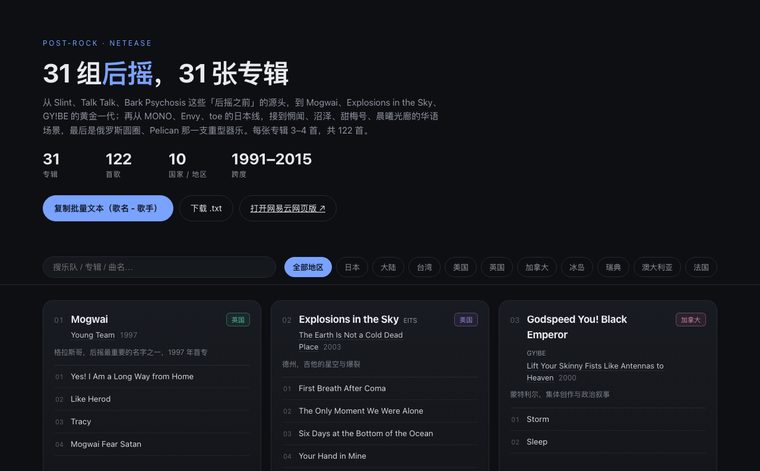 POST-ROCK · NETEASE
31 组后摇，31 张专辑
从 Slint、Talk Talk、Bark Psychosis 这些「后摇之前」的源头，到 Mogwai、Explosions in the Sky、
GY!BE 的黄金一代；再从 MONO、Envy、toe 的日本线，接到惘闻、沼泽、甜梅号、晨曦光廊的华语
场景，最后是俄罗斯圆圈、Pelican 那一支重型器乐。每张专辑 3–4 首，共 122 首。
31 122 10 1991–2015
专辑 首歌 国家 / 地区 跨度
复制批量文本（歌名 - 歌手） 下载 .txt 打开网易云网页版 ↗
搜乐队 / 专辑 / 曲名… 全部地区 日本 大陆 台湾 美国 英国 加拿大 冰岛 瑞典 澳大利亚 法国
01 Mogwai 英国
Young Team 1997
格拉斯哥，后摇最重要的名字之一，1997 年首专
01 Yes! I Am a Long Way from Home
02 Like Herod
03 Tracy
04 Mogwai Fear Satan
02 Explosions in the Sky EITS 美国
The Earth Is Not a Cold Dead
Place 2003
德州，吉他的星空与爆裂
01 First Breath After Coma
02 The Only Moment We Were Alone
03 Six Days at the Bottom of the Ocean
04 Your Hand in Mine
03 Godspeed You! Black 加拿大
Emperor
GY!BE
Lift Your Skinny Fists Like Antennas to
Heaven 2000
蒙特利尔，集体创作与政治叙事
01 Storm
02 Sleep